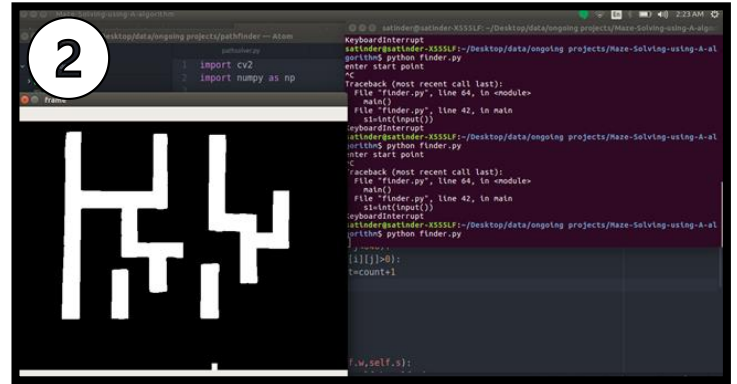 Maze-Solving-using-A-algorithm
En
2:23 AM
2
~/Desktop/data/ongoing projects/pathfinder — Atom
pathsolver.py
1 import cv2
2 import numpy as np
3
frame
satinder@satinder-X555LF: ~/Desktop/data/ongoing projects/Maze-Solving-using-A-algo
KeyboardInterrupt
satinder@satinder-X555LF:~/Desktop/data/ongoing projects/Maze-Solving-using-A-al
gorithm$ python finder.py
enter start point
^C
Traceback (most recent call last):
File "finder.py", line 64, in <module>
main()
File "finder.py", line 42, in main
s1=int(input())
KeyboardInterrupt
satinder@satinder-X555LF:~/Desktop/data/ongoing projects/Maze-Solving-using-A-al
gorithm$ python finder.py
enter start point
^C
Traceback (most recent call last):
File "finder.py", line 64, in <module>
main()
File "finder.py", line 42, in main
s1=int(input())
KeyboardInterrupt
satinder@satinder-X555LF:~/Desktop/data/ongoing projects/Maze-Solving-using-A-al
gorithm$ python finder.py
[i][j]>0):
t=count+1
f.w,self.s):